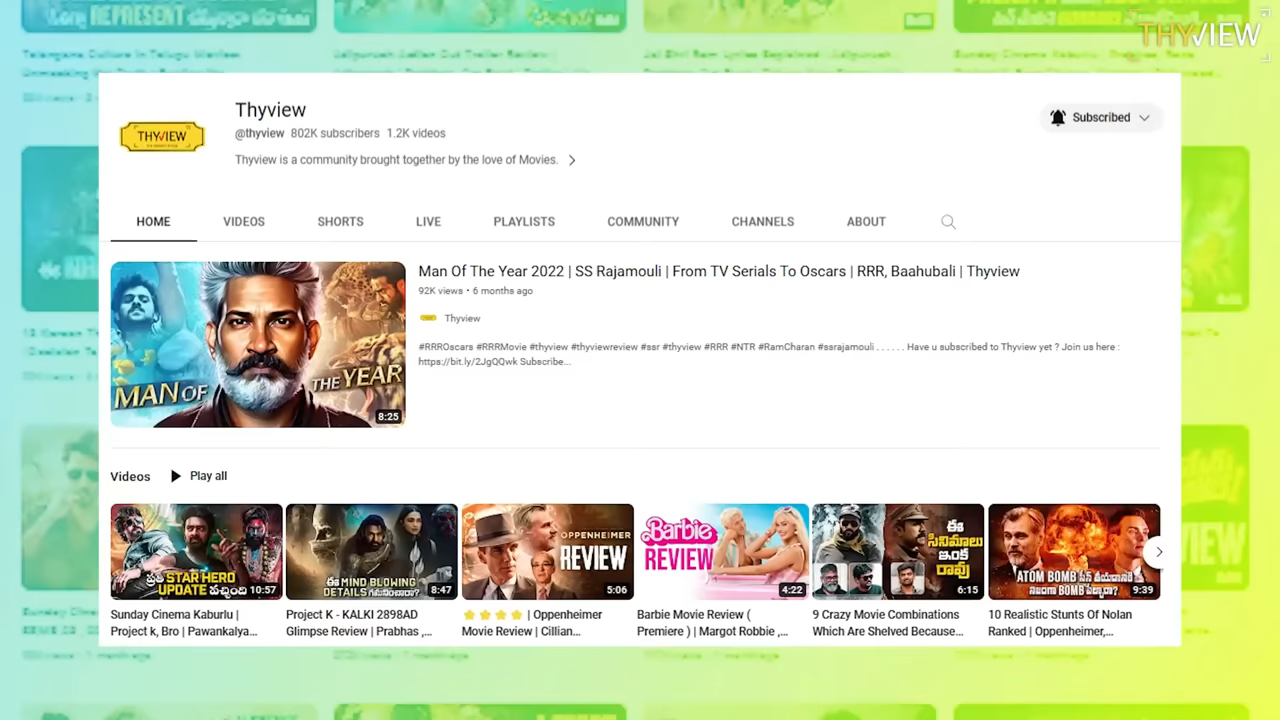 REPRESENT
THYVIEW
Thyview
@thyview 802K subscribers 1.2K videos
Thyview is a community brought together by the love of Movies.
Subscribed
THYVIEW
HOME VIDEOS SHORTS LIVE PLAYLISTS COMMUNITY CHANNELS ABOUT
Man Of The Year 2022 | SS Rajamouli | From TV Serials To Oscars | RRR, Baahubali | Thyview
92K views • 6 months ago
Thyview
#RRROscars #RRRMovie #thyview #thyviewreview #ssr #thyview #RRR #NTR #RamCharan #ssrajamouli . . . . . . Have u subscribed to Thyview yet ? Join us here :
https://bit.ly/2JgQQwk Subscribe...
MAN OF THE YEAR
8:25
Videos Play all
ప్రతి STAR HERO
UPDATE వచ్చింది 10:57
ఈ MIND BLOWING
DETAILS గమనించారా? 8:47
OPPENHEIMER
REVIEW
5:06
Barbie
REVIEW
4:22
ఈ
సినిమాలు
ఇంక
రావు
6:15
ATOM BOMB సీన్ తీయడానికి
నిజంగా BOMB పేల్చాడా? 9:39
Sunday Cinema Kaburlu |
Project k, Bro | Pawankalya...
Project K - KALKI 2898AD
Glimpse Review | Prabhas ,...
⭐⭐⭐⭐ | Oppenheimer
Movie Review | Cillian...
Barbie Movie Review (
Premiere ) | Margot Robbie ,...
9 Crazy Movie Combinations
Which Are Shelved Because...
10 Realistic Stunts Of Nolan
Ranked | Oppenheimer,...